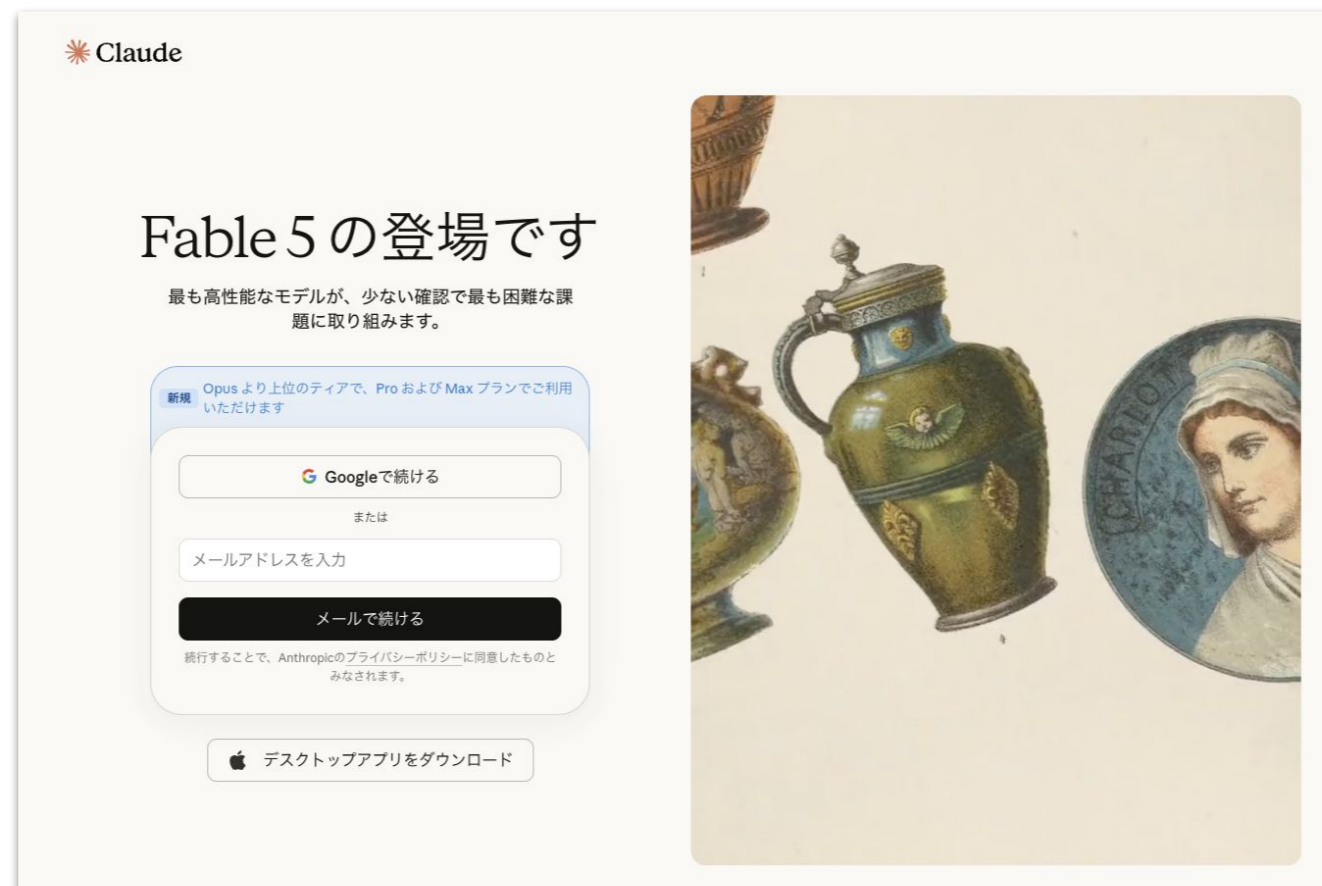 Claude
Fable 5 の登場です
最も高性能なモデルが、少ない確認で最も困難な課
題に取り組みます。
新規
Opus より上位のティアで、Pro および Max プランでご利用
いただけます
Googleで続ける
または
メールアドレスを入力
メールで続ける
続行することで、Anthropicのプライバシーポリシーに同意したものと
みなされます。
デスクトップアプリをダウンロード